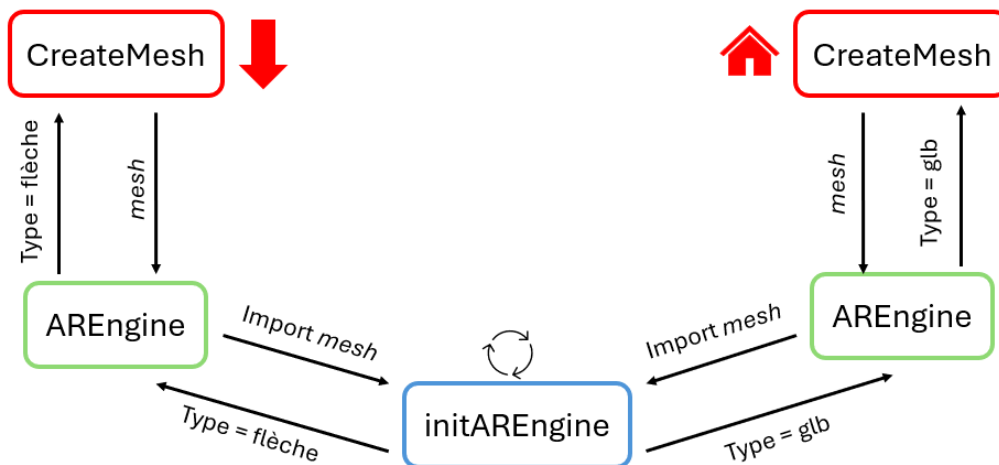 CreateMesh
CreateMesh
Type = flèche
mesh
mesh
Type = glb
AREngine
AREngine
Import mesh
Import mesh
Type = flèche
initAREngine
Type = glb